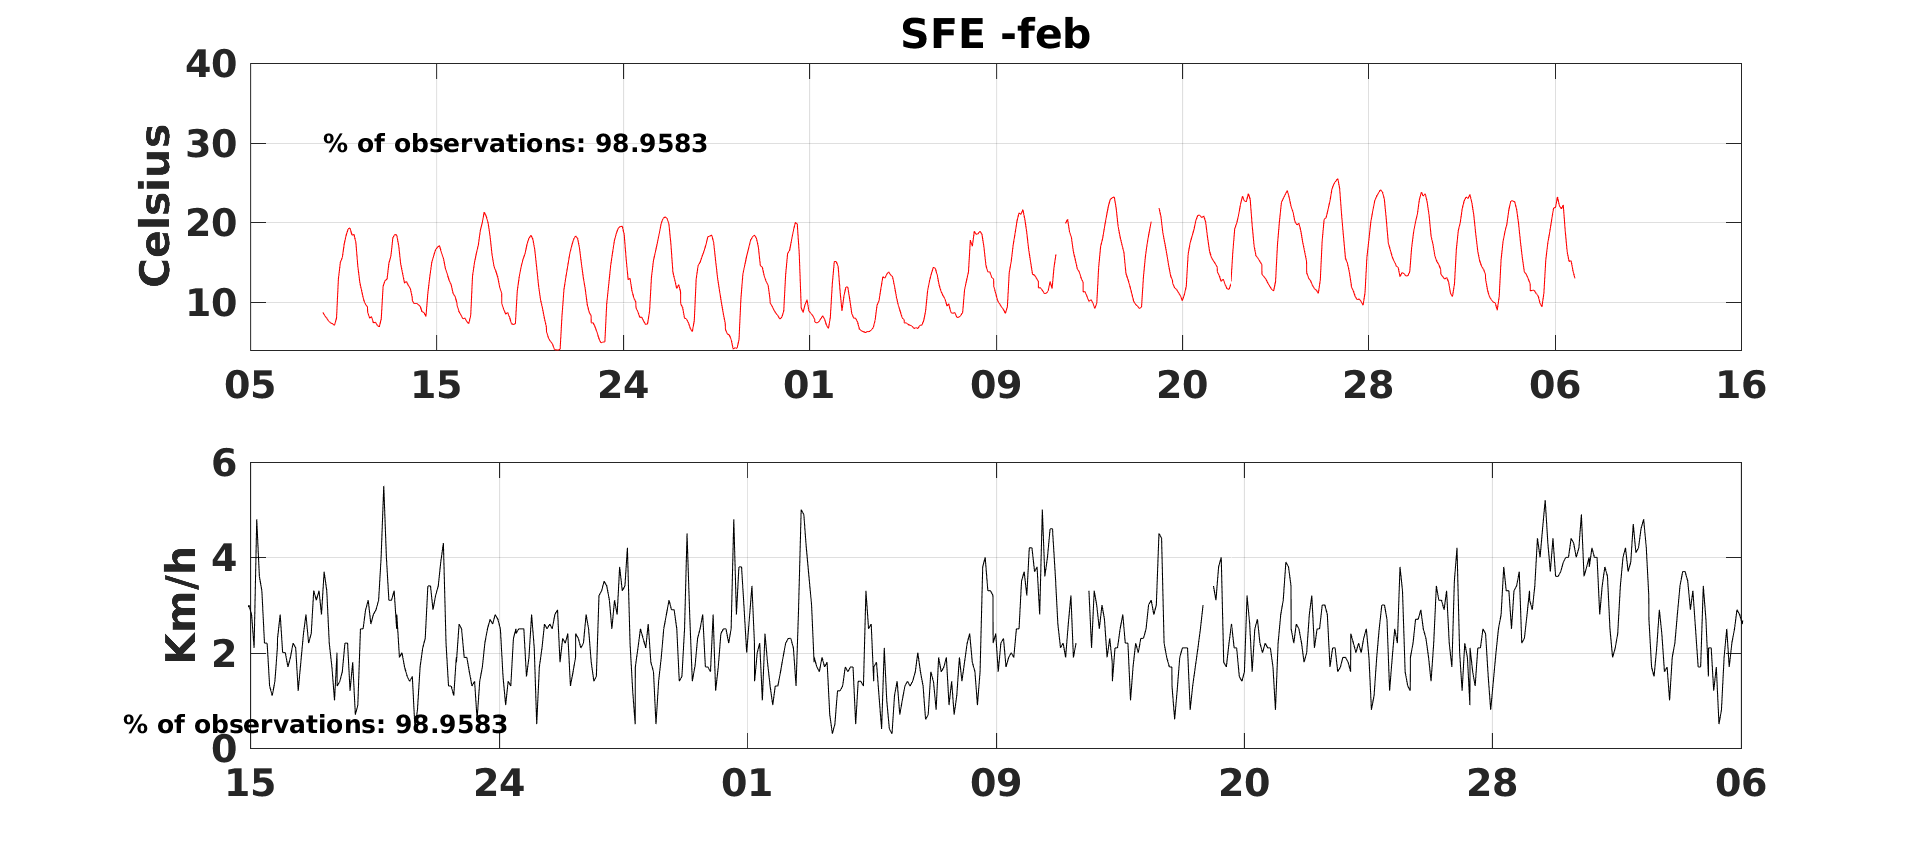 SFE -feb
40
30
20
10
Celsius
% of observations: 98.9583
05 15 24 01 09 20 28 06 16
6
4
2
0
Km/h
% of observations: 98.9583
15 24 01 09 20 28 06